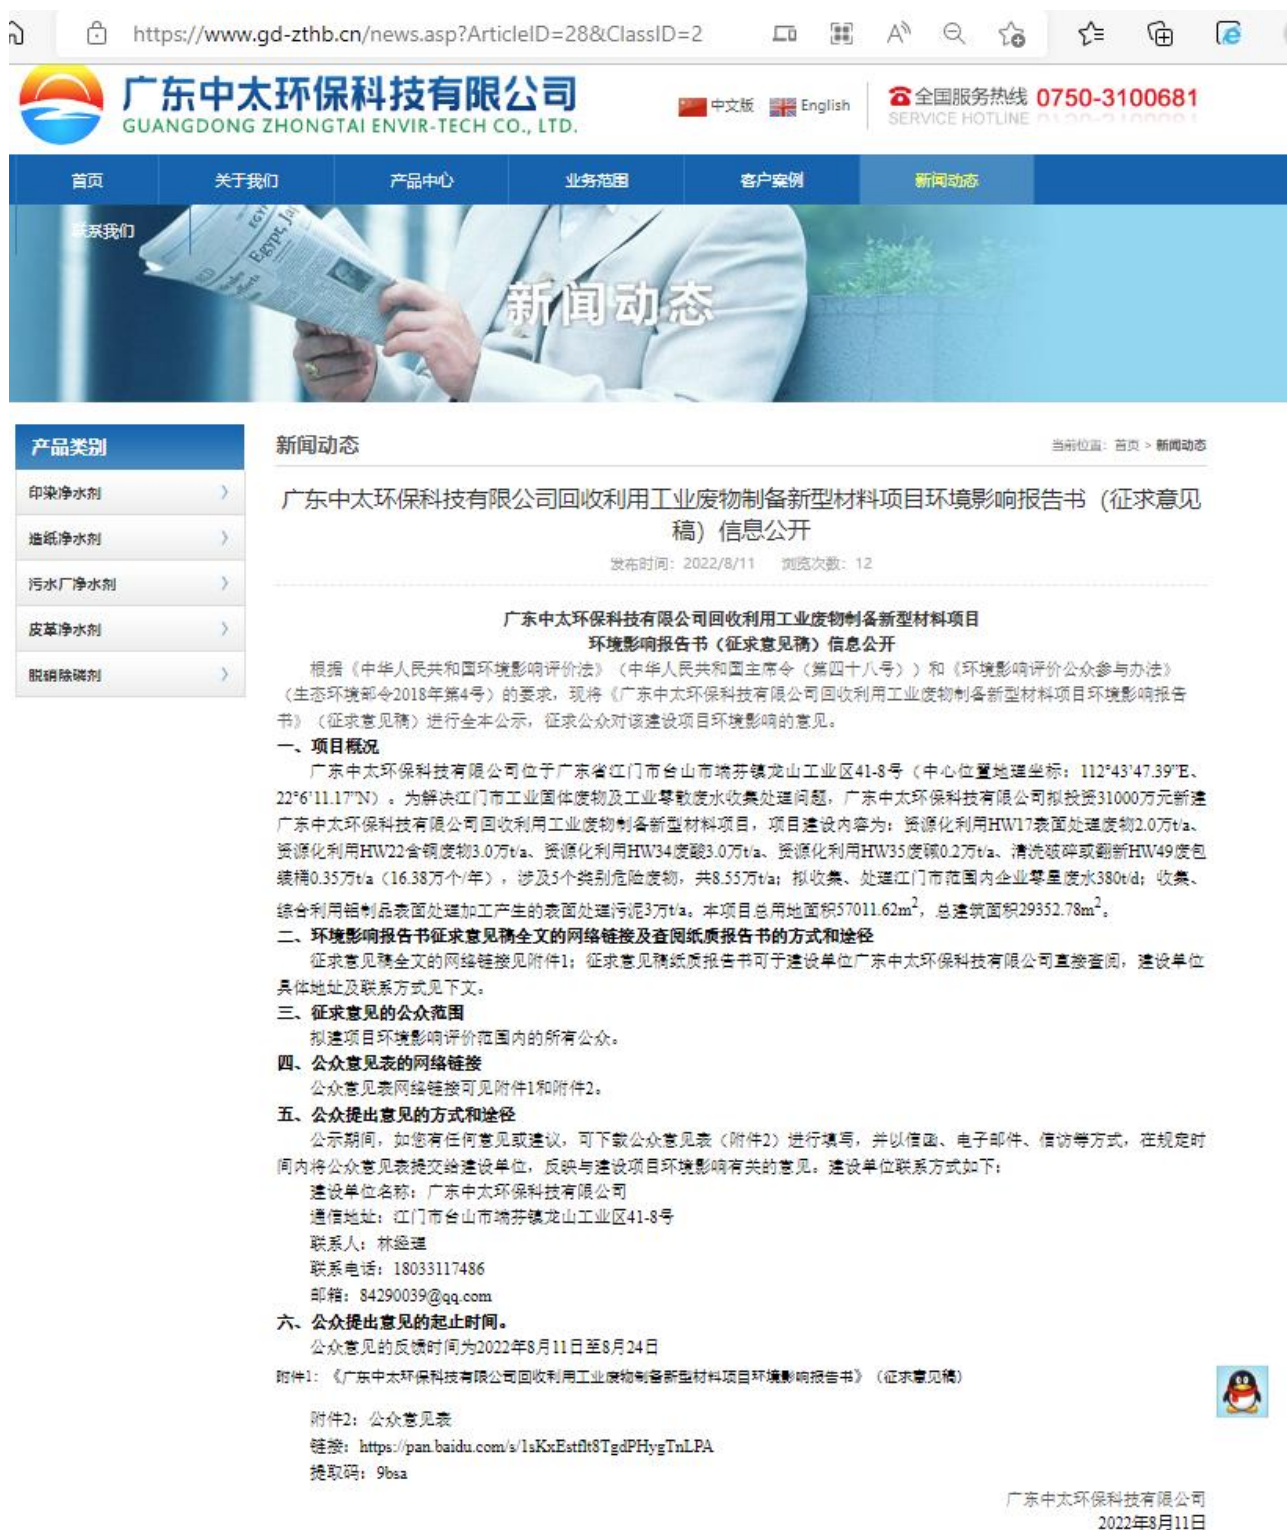 https://www.gd-zthb.cn/news.asp?ArticleID=28&ClassID=2
广东中太环保科技有限公司
GUANGDONG ZHONGTAI ENVIR-TECH CO., LTD.
中文版 English
全国服务热线 0750-3100681
SERVICE HOTLINE
首页 关于我们 产品中心 业务范围 客户案例 新闻动态
联系我们
新闻动态
产品类别
印染净水剂
造纸净水剂
污水厂净水剂
皮革净水剂
脱硝除磷剂
新闻动态
当前位置：首页 > 新闻动态
广东中太环保科技有限公司回收利用工业废物制备新型材料项目环境影响报告书（征求意见
稿）信息公开
发布时间：2022/8/11 浏览次数：12
广东中太环保科技有限公司回收利用工业废物制备新型材料项目
环境影响报告书（征求意见稿）信息公开
根据《中华人民共和国环境影响评价法》（中华人民共和国主席令（第四十八号））和《环境影响评价公众参与办法》
（生态环境部令2018年第4号）的要求，现将《广东中太环保科技有限公司回收利用工业废物制备新型材料项目环境影响报告
书》（征求意见稿）进行全本公示，征求公众对该建设项目环境影响的意见。
一、项目概况
广东中太环保科技有限公司位于广东省江门市台山市端芬镇龙山工业区41-8号（中心位置地理坐标：112°43'47.39"E、
22°6'11.17"N）。为解决江门市工业固体废物及工业零散废水收集处理问题，广东中太环保科技有限公司拟投资31000万元新建
广东中太环保科技有限公司回收利用工业废物制备新型材料项目，项目建设内容为：资源化利用HW17表面处理废物2.0万t/a、
资源化利用HW22含铜废物3.0万t/a、资源化利用HW34废酸3.0万t/a、资源化利用HW35废碱0.2万t/a、清洗破碎或翻新HW49废包
装桶0.35万t/a（16.38万个/年），涉及5个类别危险废物，共8.55万t/a；拟收集、处理江门市范围内企业零星废水380t/d；收集、
综合利用铝制品表面处理加工产生的表面处理污泥3万t/a。本项目总用地面积57011.62m²，总建筑面积29352.78m²。
二、环境影响报告书征求意见稿全文的网络链接及查阅纸质报告书的方式和途径
征求意见稿全文的网络链接见附件1；征求意见稿纸质报告书可于建设单位广东中太环保科技有限公司直接查阅，建设单位
具体地址及联系方式见下文。
三、征求意见的公众范围
拟建项目环境影响评价范围内的所有公众。
四、公众意见表的网络链接
公众意见表网络链接可见附件1和附件2。
五、公众提出意见的方式和途径
公示期间，如您有任何意见或建议，可下载公众意见表（附件2）进行填写，并以信函、电子邮件、信访等方式，在规定时
间内将公众意见表提交给建设单位，反映与建设项目环境影响有关的意见。建设单位联系方式如下：
建设单位名称：广东中太环保科技有限公司
通信地址：江门市台山市端芬镇龙山工业区41-8号
联系人：林经理
联系电话：18033117486
邮箱：84290039@qq.com
六、公众提出意见的起止时间。
公众意见的反馈时间为2022年8月11日至8月24日
附件1：《广东中太环保科技有限公司回收利用工业废物制备新型材料项目环境影响报告书》（征求意见稿）
附件2：公众意见表
链接：https://pan.baidu.com/s/1sKxEstflt8TgdPHygTnLPA
提取码：9bsa
广东中太环保科技有限公司
2022年8月11日